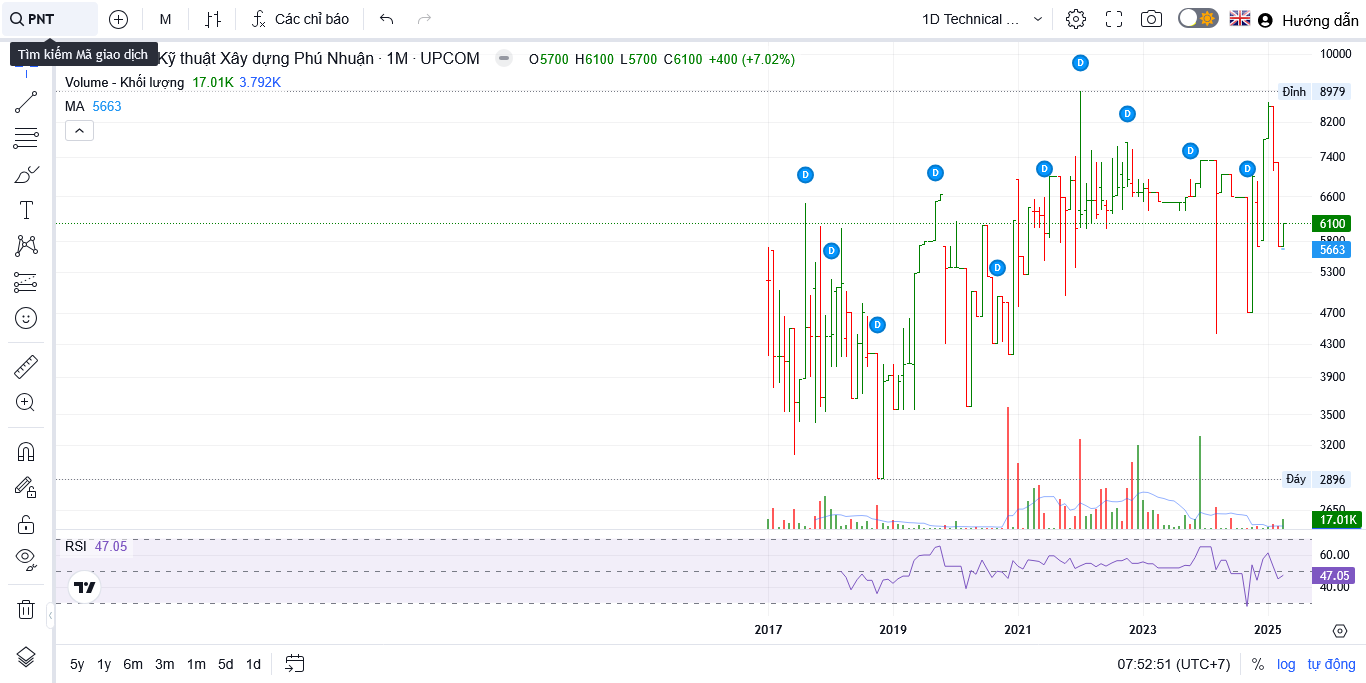 PNT
M
Các chỉ báo
1D Technical ...
Hướng dẫn
Tìm kiếm Mã giao dịch
Kỹ thuật Xây dựng Phú Nhuận · 1M · UPCOM
O5700 H6100 L5700 C6100 +400 (+7.02%)
Volume - Khối lượng 17.01K 3.792K
MA 5663
10000
Đỉnh 8979
8200
7400
6600
6100
5800
5663
5300
4700
4300
3900
3500
3200
Đáy 2896
2650
17.01K
D
D
D
D
D
D
D
D
D
D
RSI 47.05
60.00
47.05
40.00
2017 2019 2021 2023 2025
5y 1y 6m 3m 1m 5d 1d
07:52:51 (UTC+7) % log tự động